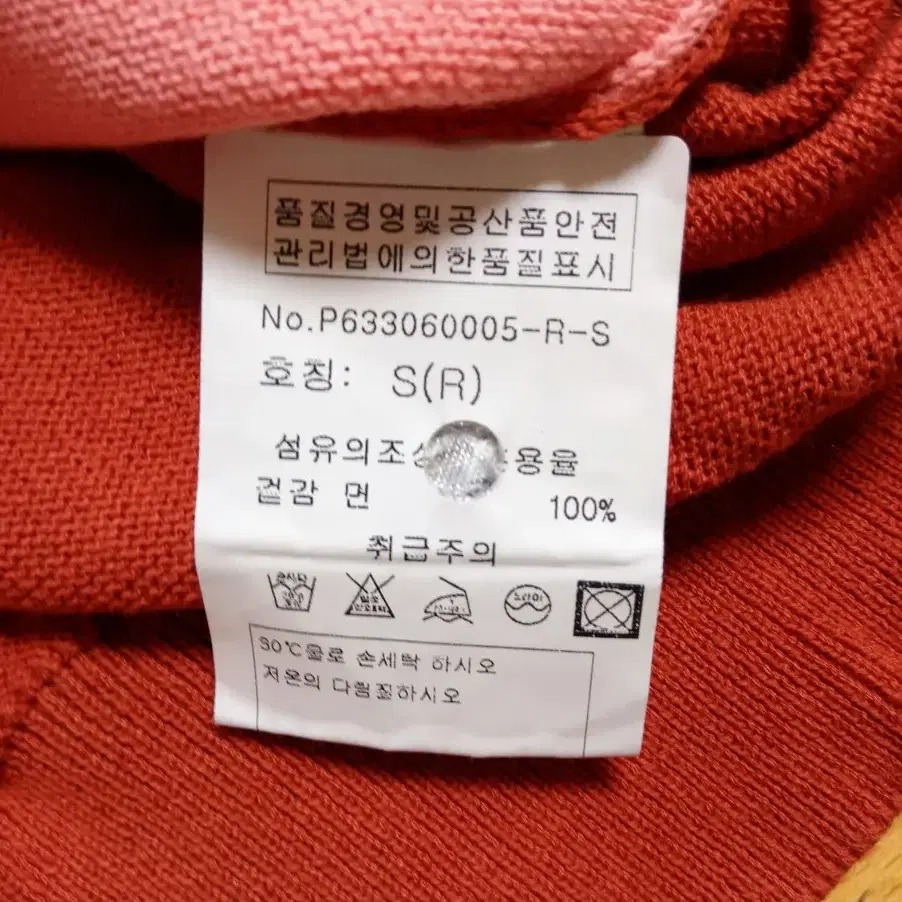 품질경영및공산품안전
관리법에의한품질표시
No.P633060005-R-S
호칭: S(R)
섬유의조 용율
겉감 면 100%
취급주의
30℃물로 손세탁 하시오
저온의 다림질하시오